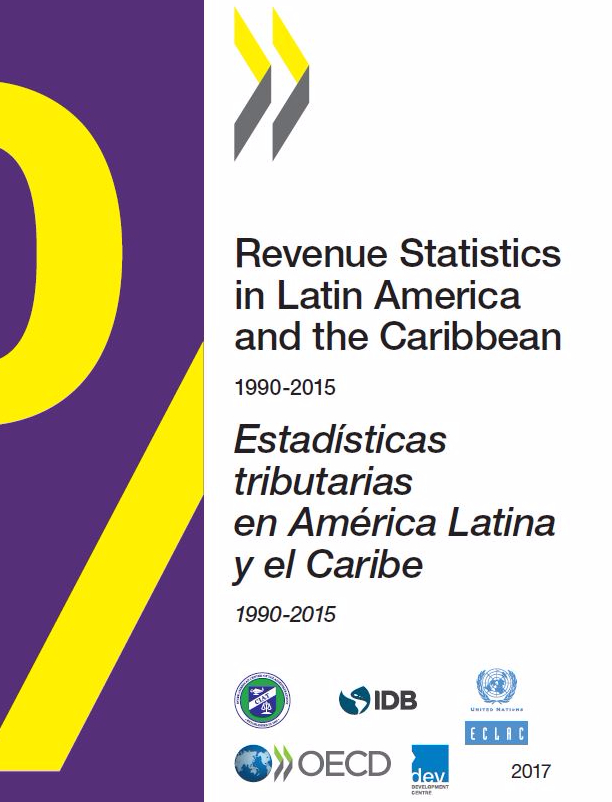 Revenue Statistics
in Latin America
and the Caribbean
1990-2015
Estadísticas
tributarias
en América Latina
y el Caribe
1990-2015
CIAT
IDB
UNITED NATIONS
ECLAC
OECD
dev
DEVELOPMENT
CENTRE
2017